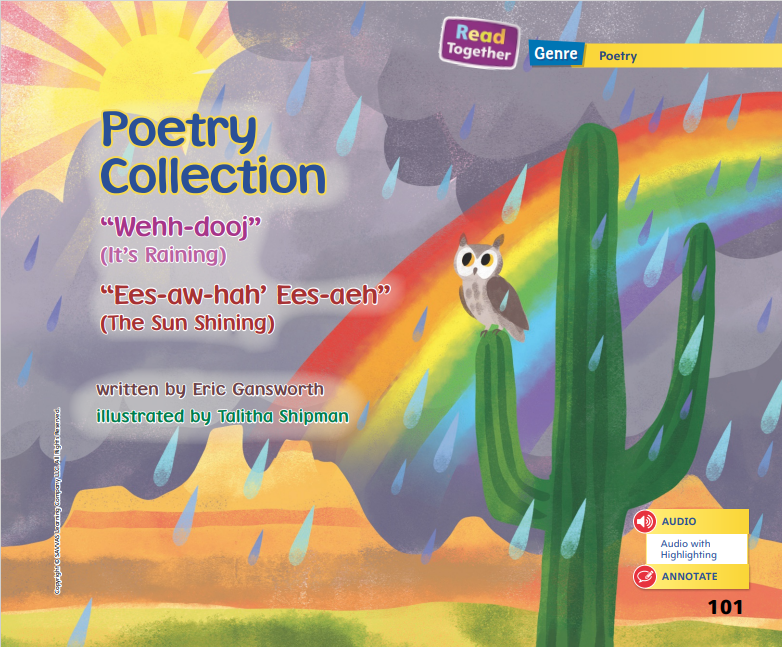 Read
Together
Genre
Poetry
Poetry
Collection
“Wehh-dooj”
(It’s Raining)
“Ees-aw-hah’ Ees-aeh”
(The Sun Shining)
written by Eric Gansworth
illustrated by Talitha Shipman
Copyright © SAVVAS Learning Company LLC. All Rights Reserved.
AUDIO
Audio with
Highlighting
ANNOTATE
101